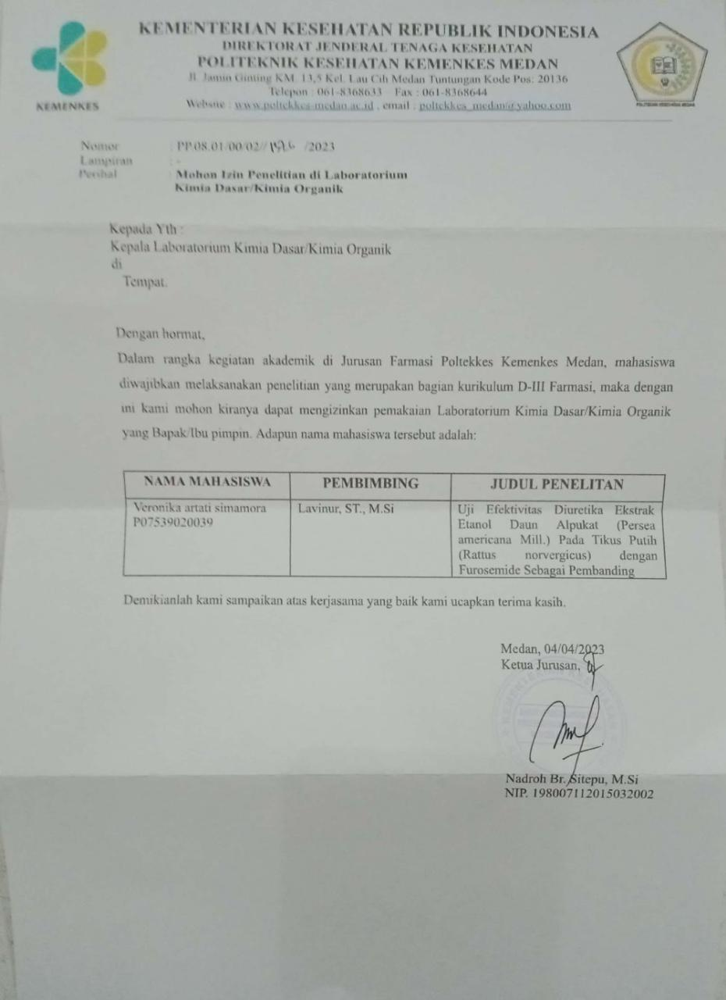 KEMENTERIAN KESEHATAN REPUBLIK INDONESIA
DIREKTORAT JENDERAL TENAGA KESEHATAN
POLITEKNIK KESEHATAN KEMENKES MEDAN
Jl. Jamin Ginting KM. 13,5 Kel. Lau Cih Medan Tuntungan Kode Pos: 20136
Telepon : 061-8368633 Fax : 061-8368644
Website : www.poltekkes-medan.ac.id , email : poltekkes_medan@yahoo.com
KEMENKES
POLITEKNIK KESEHATAN MEDAN
Nomor : PP.08.01/00/02/ /2023
Lampiran : -
Perihal : Mohon Izin Penelitian di Laboratorium
Kimia Dasar/Kimia Organik
Kepada Yth :
Kepala Laboratorium Kimia Dasar/Kimia Organik
di
Tempat.
Dengan hormat,
Dalam rangka kegiatan akademik di Jurusan Farmasi Poltekkes Kemenkes Medan, mahasiswa
diwajibkan melaksanakan penelitian yang merupakan bagian kurikulum D-III Farmasi, maka dengan
ini kami mohon kiranya dapat mengizinkan pemakaian Laboratorium Kimia Dasar/Kimia Organik
yang Bapak/Ibu pimpin. Adapun nama mahasiswa tersebut adalah:
NAMA MAHASISWA PEMBIMBING JUDUL PENELITAN
Veronika artati simamora Lavinur, ST., M.Si Uji Efektivitas Diuretika Ekstrak
P07539020039 Etanol Daun Alpukat (Persea
americana Mill.) Pada Tikus Putih
(Rattus norvergicus) dengan
Furosemide Sebagai Pembanding
Demikianlah kami sampaikan atas kerjasama yang baik kami ucapkan terima kasih.
Medan, 04/04/2023
Ketua Jurusan,
Nadroh Br. Sitepu, M.Si
NIP. 198007112015032002